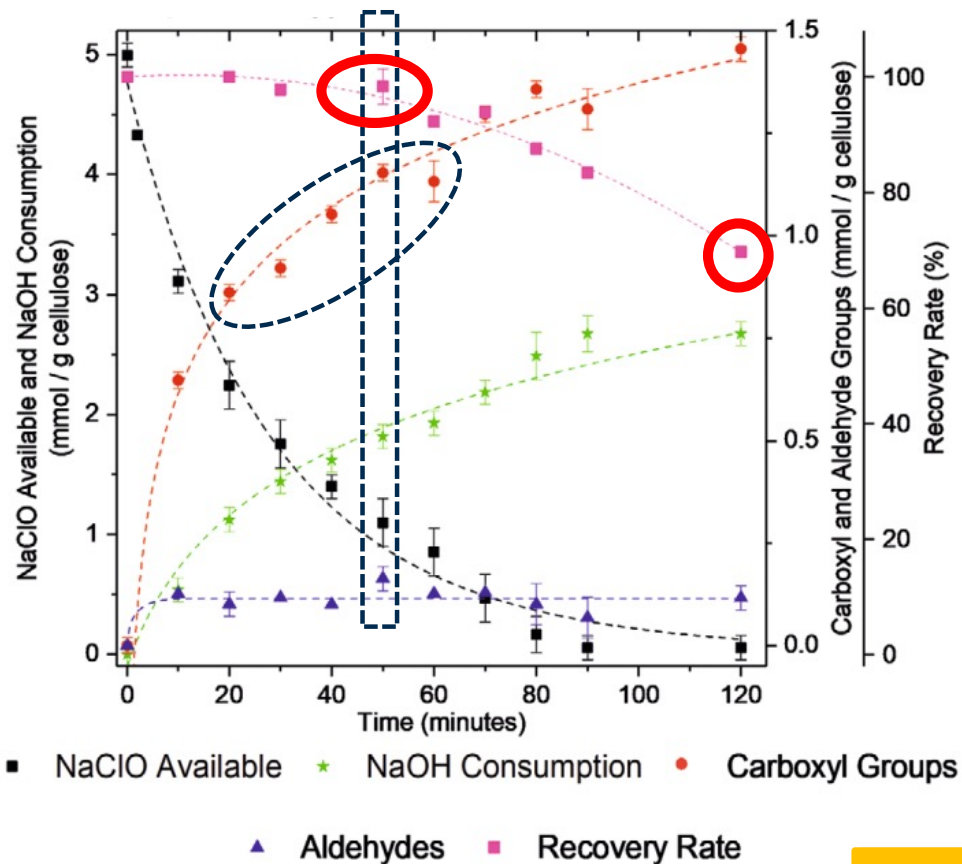 5
4
3
2
1
0
NaClO Available and NaOH Consumption
(mmol / g cellulose)
1.5
1.0
0.5
0.0
Carboxyl and Aldehyde Groups (mmol / g cellulose)
100
80
60
40
20
0
Recovery Rate (%)
0 20 40 60 80 100 120
Time (minutes)
NaClO Available NaOH Consumption Carboxyl Groups
Aldehydes Recovery Rate